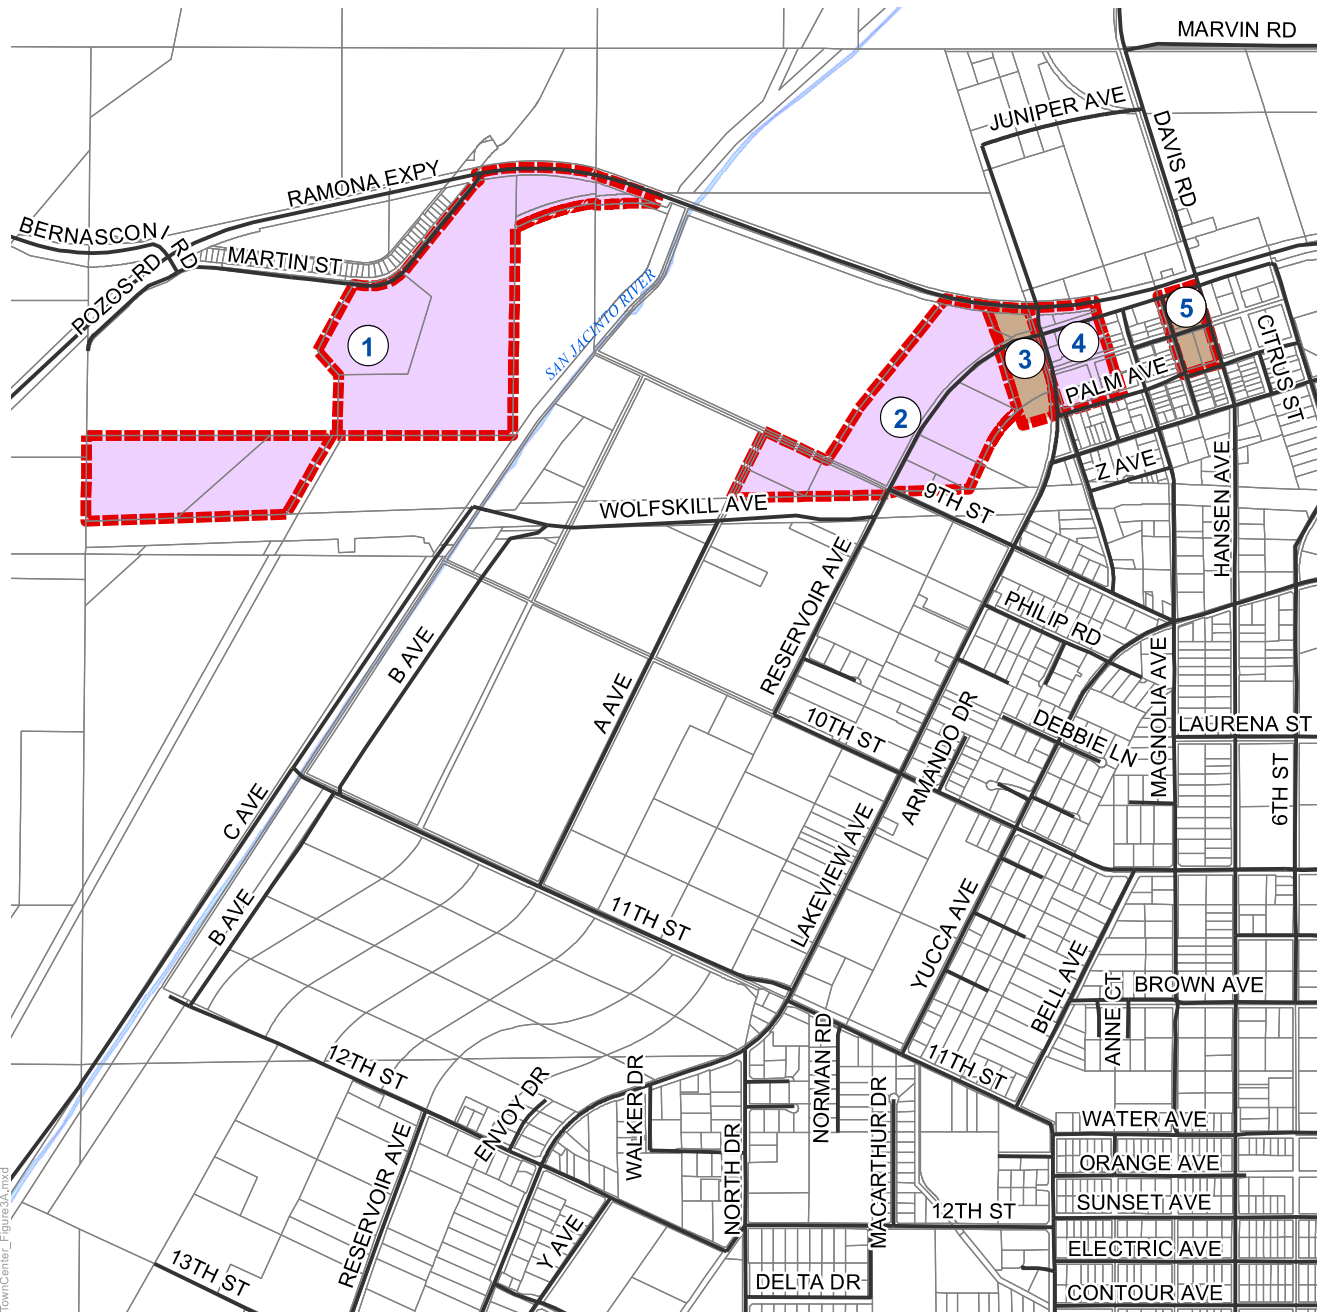 MARVIN RD
JUNIPER AVE
DAVIS RD
RAMONA EXPY
BERNASCONI RD
MARTIN ST
POZOS RD
SAN JACINTO RIVER
1
2
3
4
5
PALM AVE
CITRUS ST
Z AVE
HANSEN AVE
9TH ST
WOLFSKILL AVE
RESERVOIR AVE
PHILIP RD
B AVE
A AVE
MAGNOLIA AVE
10TH ST
ARMANDO DR
DEBBIE LN
LAURENA ST
6TH ST
C AVE
LAKEVIEW AVE
B AVE
11TH ST
YUCCA AVE
BELL AVE
ANNE CT
BROWN AVE
12TH ST
ENVOY DR
WALKER DR
NORMAN RD
11TH ST
MACARTHUR DR
NORTH DR
RESERVOIR AVE
WATER AVE
ORANGE AVE
SUNSET AVE
12TH ST
Y AVE
ELECTRIC AVE
13TH ST
DELTA DR
CONTOUR AVE
TownCenter_Figure3A.mxd